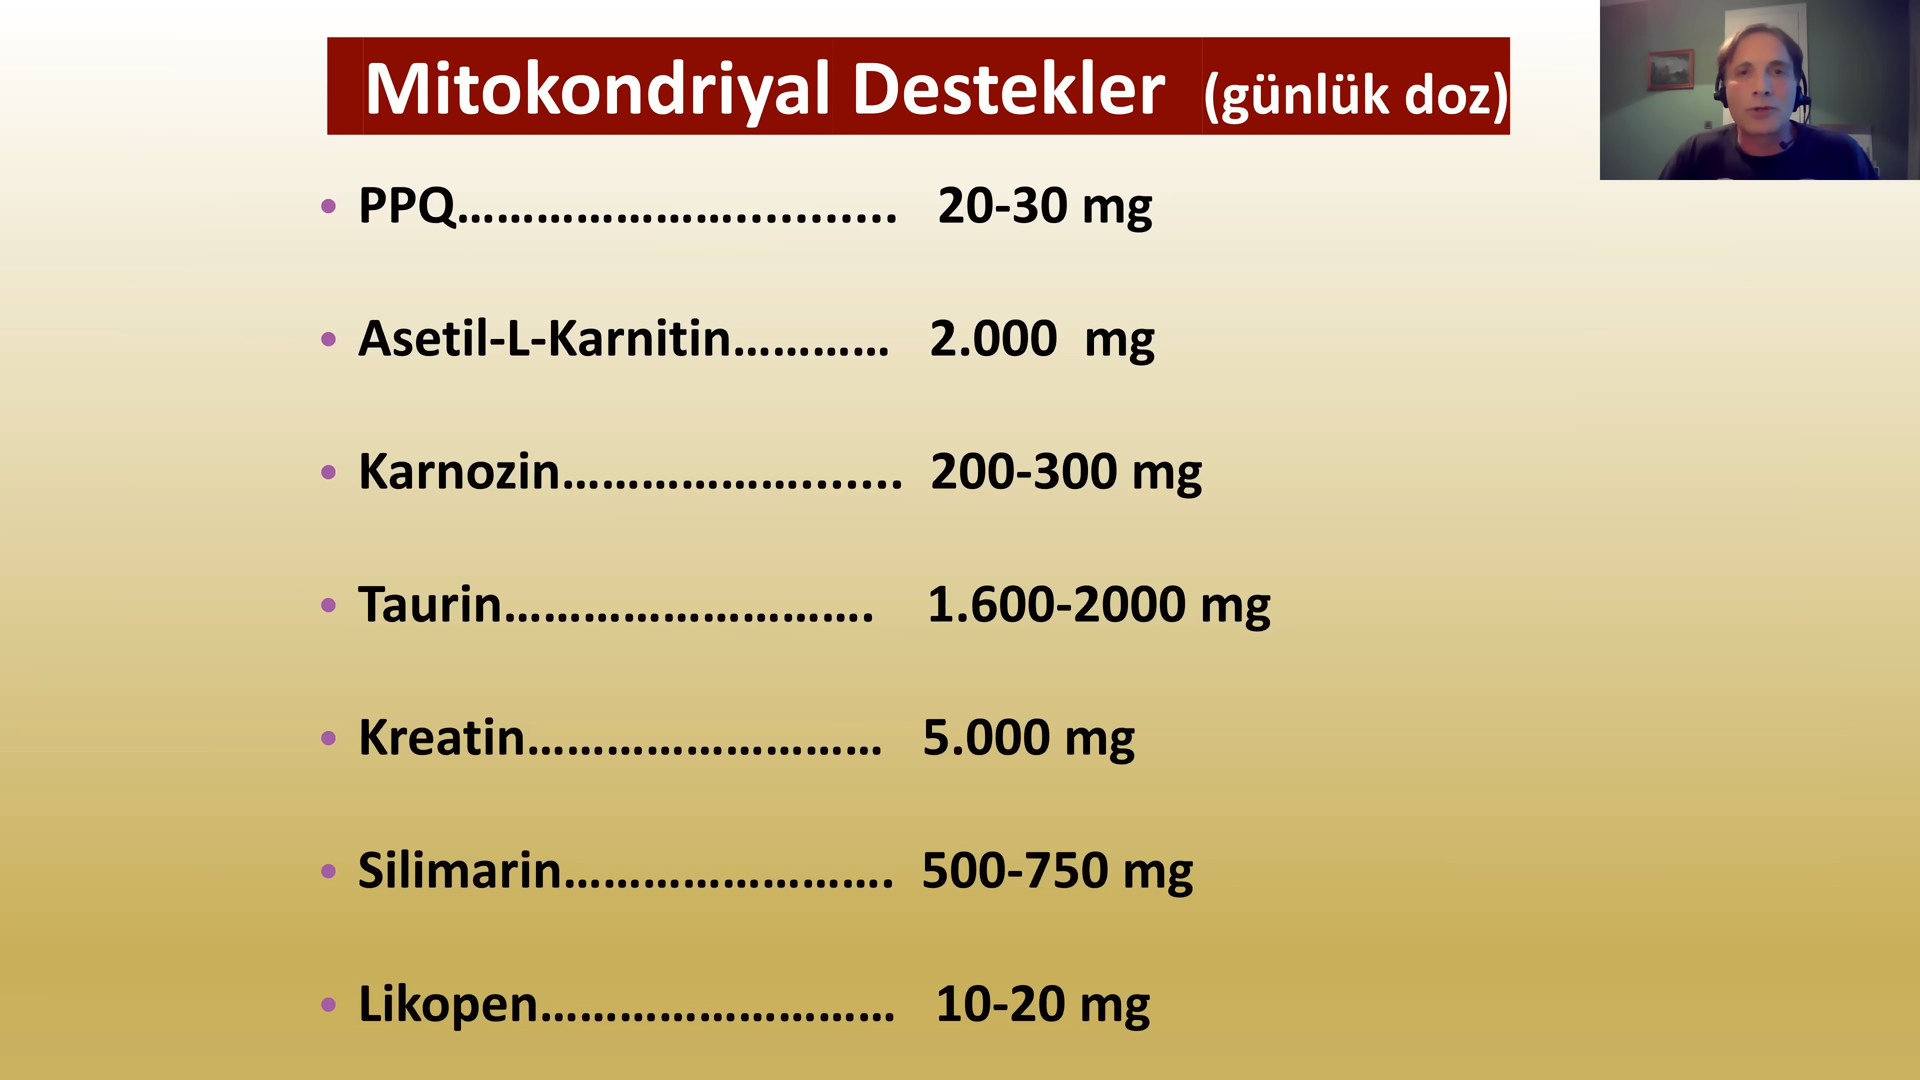 Mitokondriyal Destekler (günlük doz)
• PPQ…………………........... 20-30 mg
• Asetil-L-Karnitin………… 2.000 mg
• Karnozin………………....... 200-300 mg
• Taurin………………………. 1.600-2000 mg
• Kreatin……………………… 5.000 mg
• Silimarin……………………. 500-750 mg
• Likopen……………………… 10-20 mg